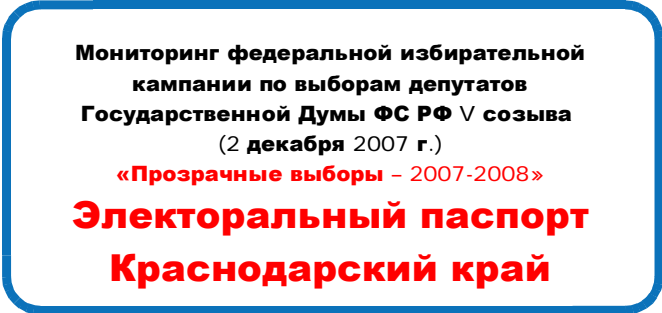 Мониторинг федеральной избирательной
кампании по выборам депутатов
Государственной Думы ФС РФ V созыва
(2 декабря 2007 г.)
«Прозрачные выборы – 2007-2008»
Электоральный паспорт
Краснодарский край